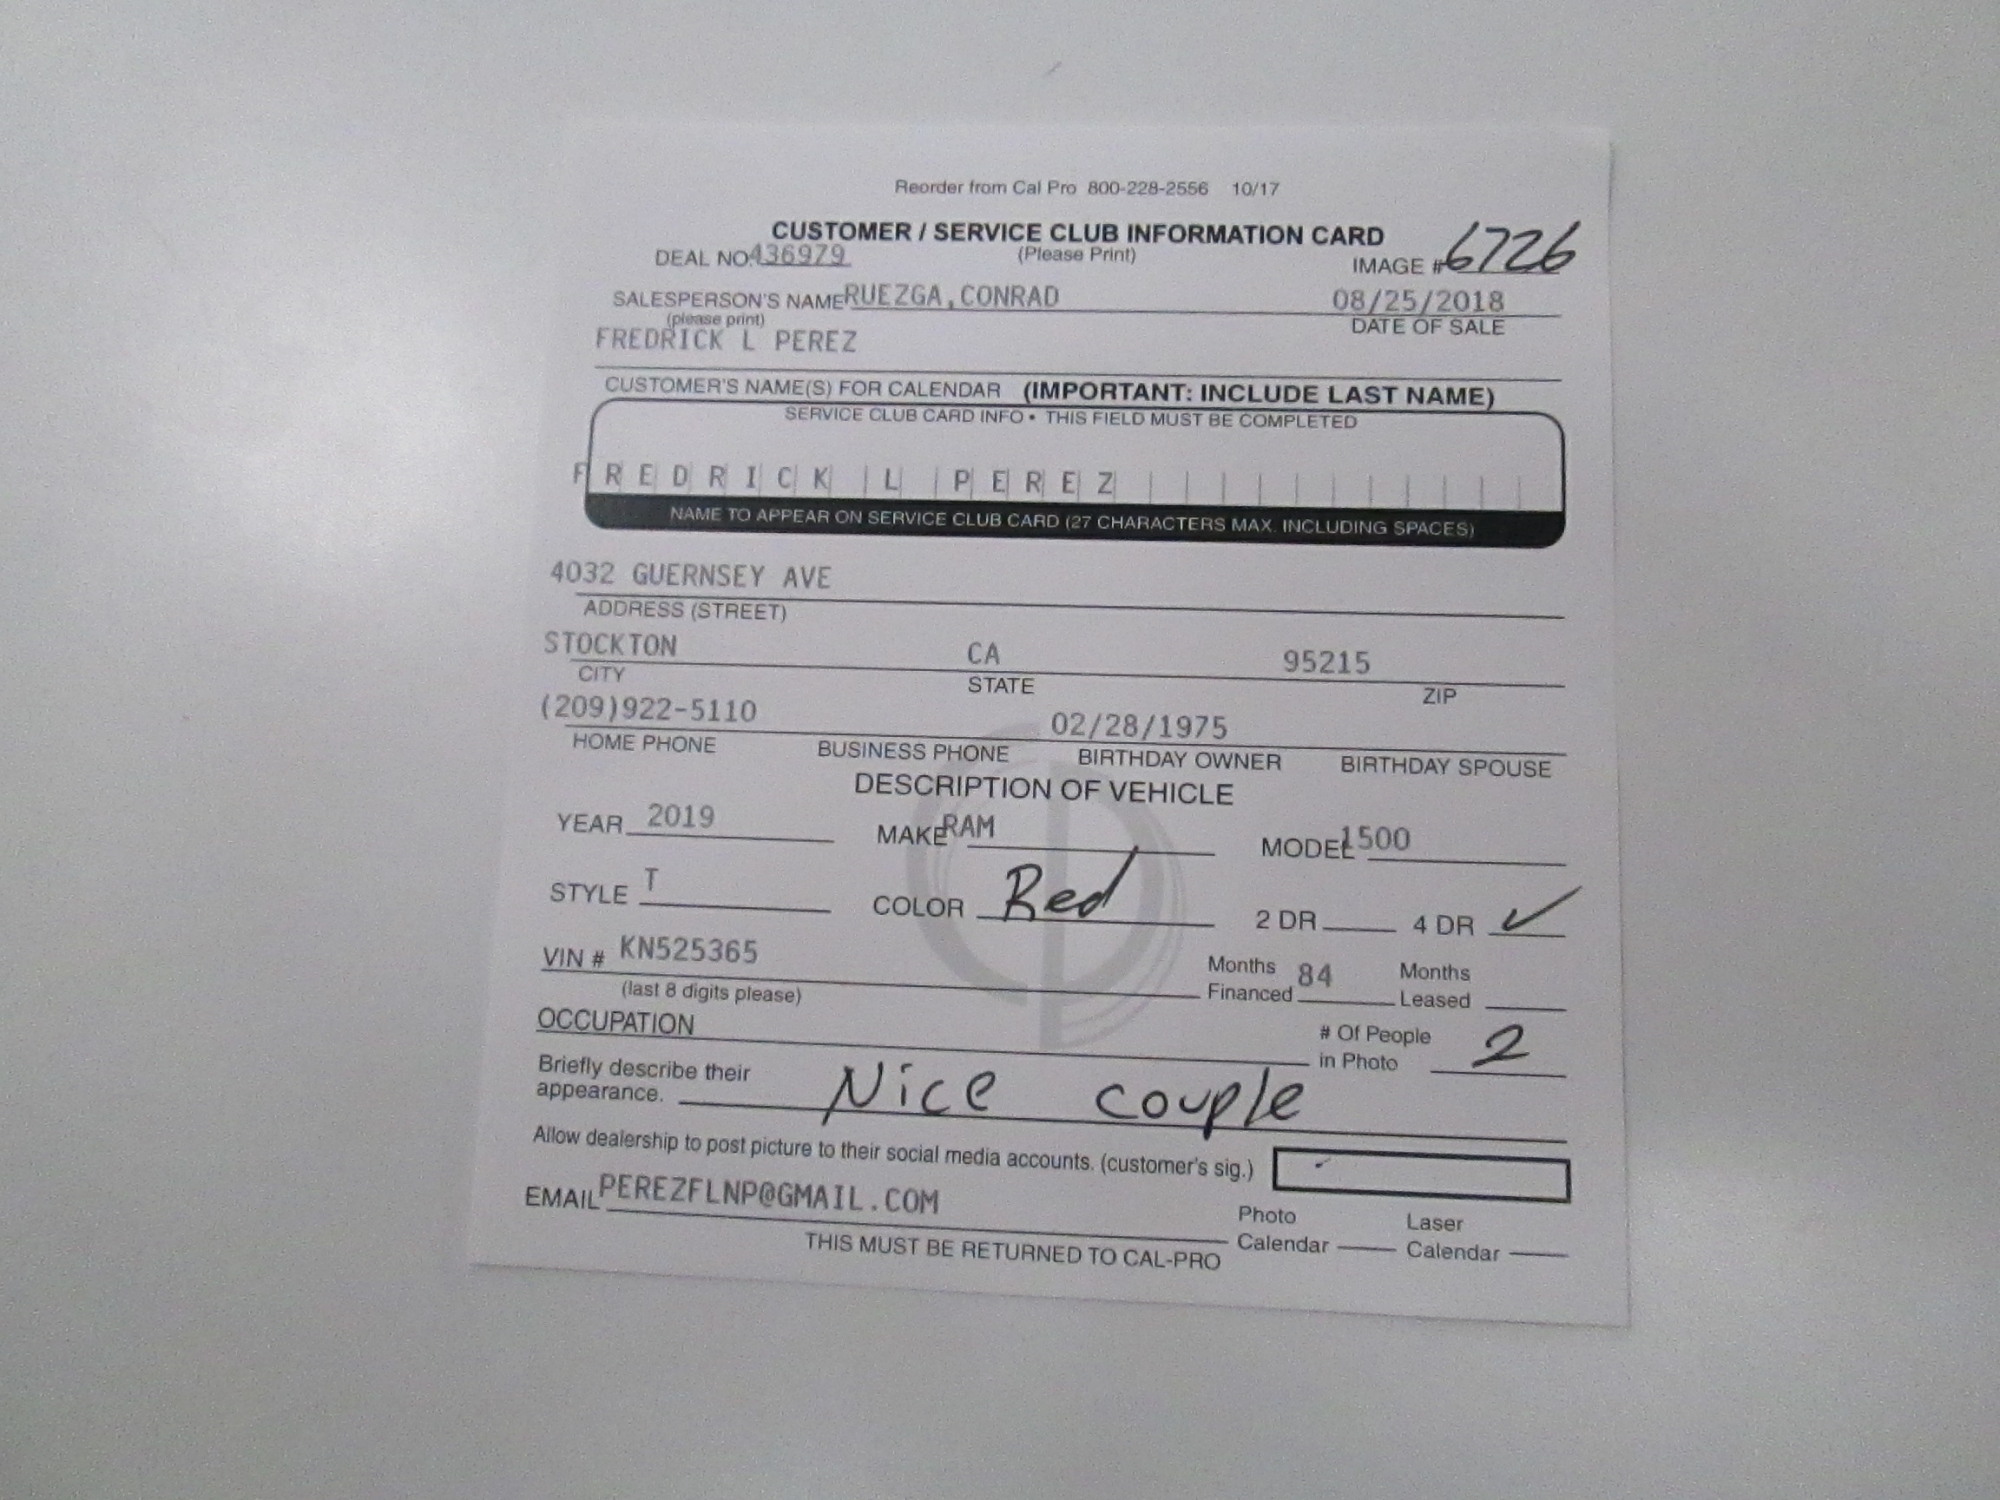 Reorder from Cal Pro 800-228-2556 10/17
CUSTOMER / SERVICE CLUB INFORMATION CARD
DEAL NO. 436979 (Please Print) IMAGE # 6726
SALESPERSON'S NAME RUEZGA, CONRAD 08/25/2018
(please print) DATE OF SALE
FREDRICK L PEREZ
CUSTOMER'S NAME(S) FOR CALENDAR (IMPORTANT: INCLUDE LAST NAME)
SERVICE CLUB CARD INFO • THIS FIELD MUST BE COMPLETED
FREDRICK L PEREZ
NAME TO APPEAR ON SERVICE CLUB CARD (27 CHARACTERS MAX. INCLUDING SPACES)
4032 GUERNSEY AVE
ADDRESS (STREET)
STOCKTON CA 95215
CITY STATE ZIP
(209)922-5110 02/28/1975
HOME PHONE BUSINESS PHONE BIRTHDAY OWNER BIRTHDAY SPOUSE
DESCRIPTION OF VEHICLE
YEAR 2019 MAKE RAM MODEL 1500
STYLE T COLOR Red 2 DR 4 DR ✓
VIN # KN525365 Months Financed 84 Months Leased
(last 8 digits please)
OCCUPATION # Of People in Photo 2
Briefly describe their appearance. Nice couple
Allow dealership to post picture to their social media accounts. (customer's sig.)
EMAIL PEREZFLNP@GMAIL.COM Photo Calendar Laser Calendar
THIS MUST BE RETURNED TO CAL-PRO